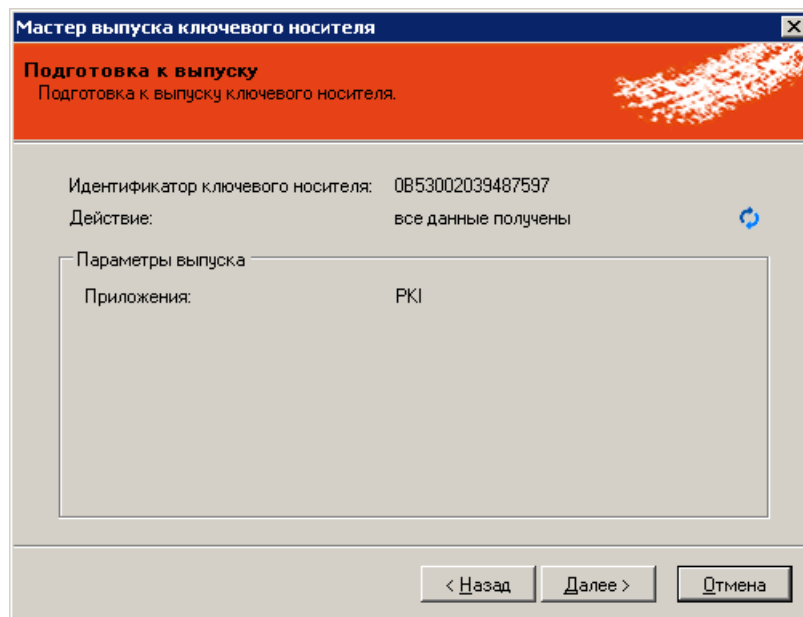 Мастер выпуска ключевого носителя
Подготовка к выпуску
Подготовка к выпуску ключевого носителя.
Идентификатор ключевого носителя: 0B53002039487597
Действие: все данные получены
Параметры выпуска
Приложения: PKI
< Назад Далее > Отмена